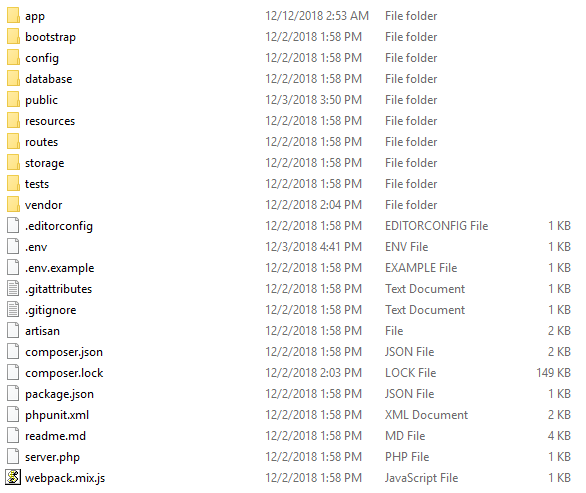 app 12/12/2018 2:53 AM File folder
bootstrap 12/2/2018 1:58 PM File folder
config 12/2/2018 1:58 PM File folder
database 12/2/2018 1:58 PM File folder
public 12/3/2018 3:50 PM File folder
resources 12/2/2018 1:58 PM File folder
routes 12/2/2018 1:58 PM File folder
storage 12/2/2018 1:58 PM File folder
tests 12/2/2018 1:58 PM File folder
vendor 12/2/2018 2:04 PM File folder
.editorconfig 12/2/2018 1:58 PM EDITORCONFIG File 1 KB
.env 12/3/2018 4:41 PM ENV File 1 KB
.env.example 12/2/2018 1:58 PM EXAMPLE File 1 KB
.gitattributes 12/2/2018 1:58 PM Text Document 1 KB
.gitignore 12/2/2018 1:58 PM Text Document 1 KB
artisan 12/2/2018 1:58 PM File 2 KB
composer.json 12/2/2018 1:58 PM JSON File 2 KB
composer.lock 12/2/2018 2:03 PM LOCK File 149 KB
package.json 12/2/2018 1:58 PM JSON File 1 KB
phpunit.xml 12/2/2018 1:58 PM XML Document 2 KB
readme.md 12/2/2018 1:58 PM MD File 4 KB
server.php 12/2/2018 1:58 PM PHP File 1 KB
webpack.mix.js 12/2/2018 1:58 PM JavaScript File 1 KB